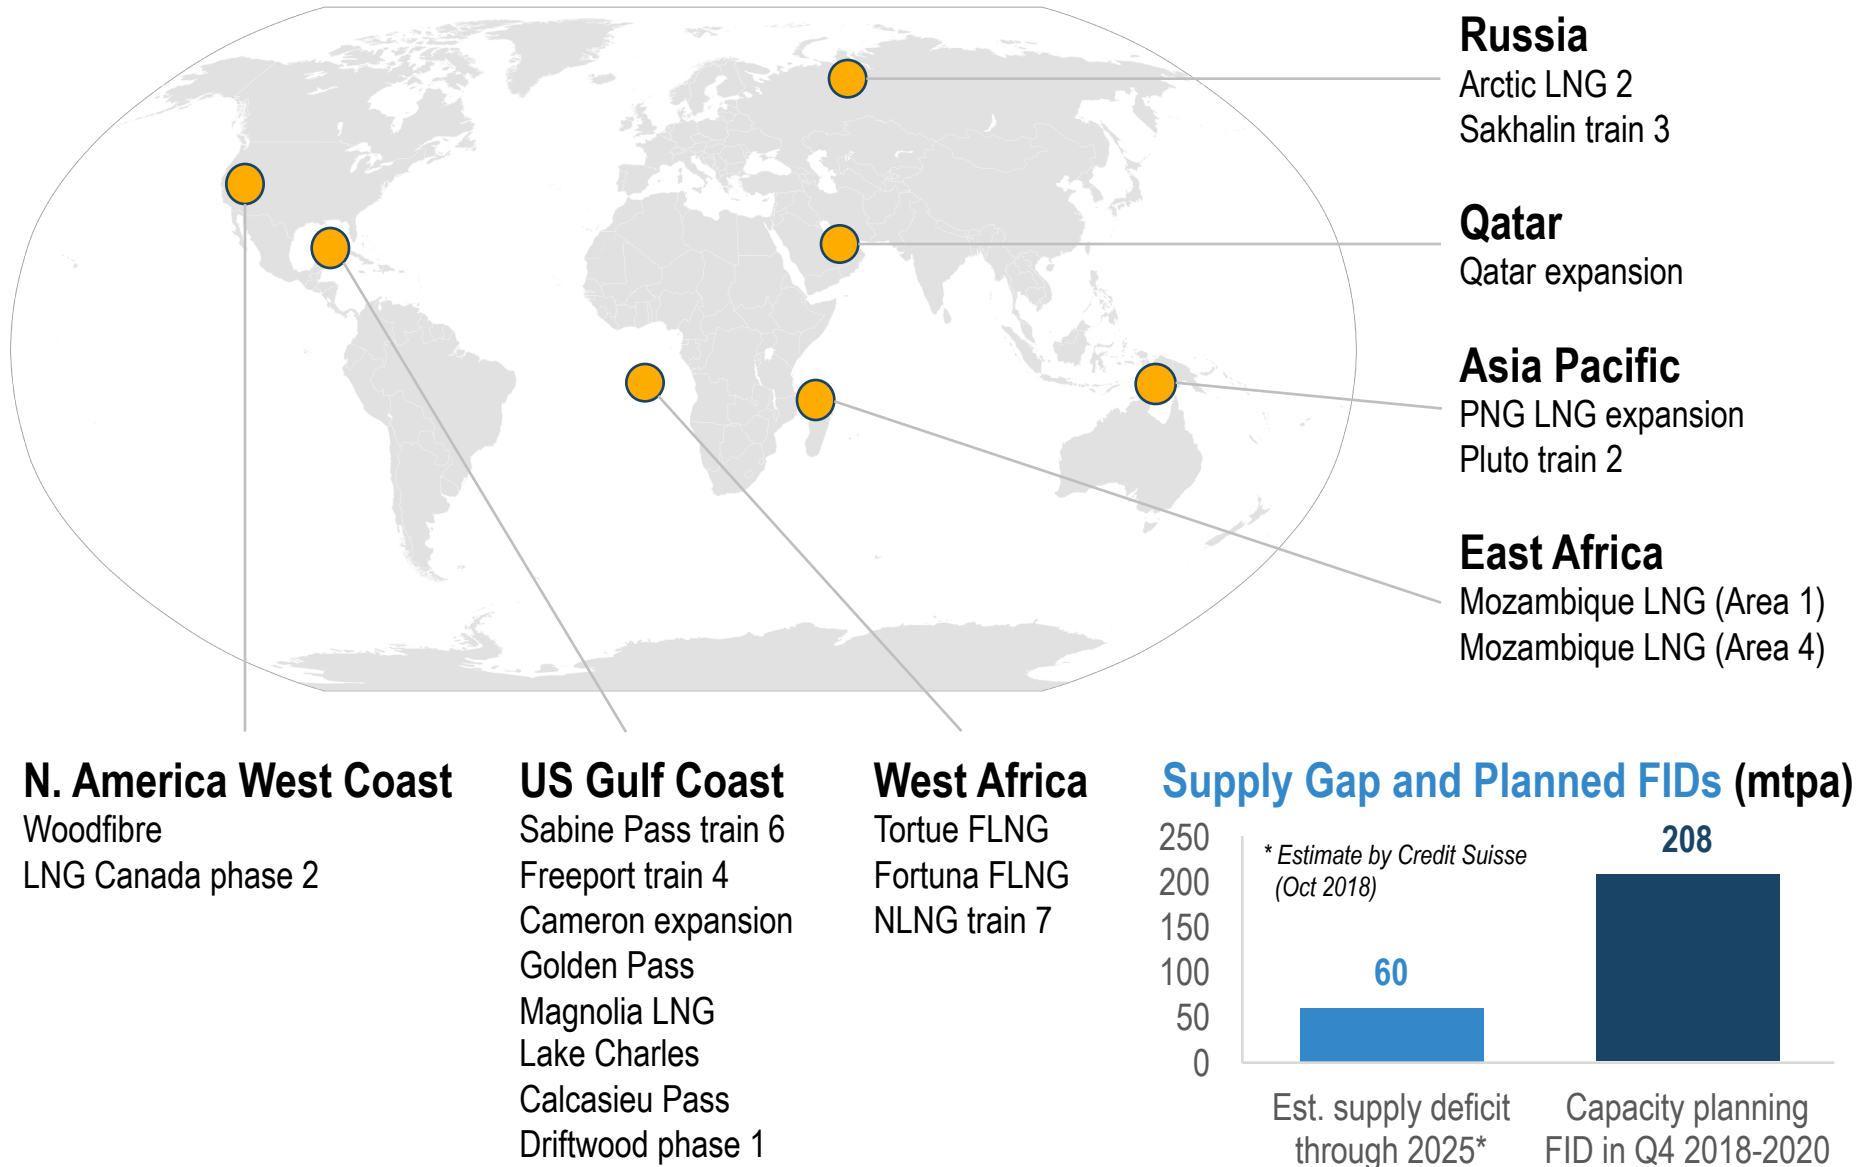 Russia
Arctic LNG 2
Sakhalin train 3
Qatar
Qatar expansion
Asia Pacific
PNG LNG expansion
Pluto train 2
East Africa
Mozambique LNG (Area 1)
Mozambique LNG (Area 4)
N. America West Coast
Woodfibre
LNG Canada phase 2
US Gulf Coast
Sabine Pass train 6
Freeport train 4
Cameron expansion
Golden Pass
Magnolia LNG
Lake Charles
Calcasieu Pass
Driftwood phase 1
West Africa
Tortue FLNG
Fortuna FLNG
NLNG train 7
Supply Gap and Planned FIDs (mtpa)
250
200
150
100
50
0
* Estimate by Credit Suisse
(Oct 2018)
60
208
Est. supply deficit
through 2025*
Capacity planning
FID in Q4 2018-2020